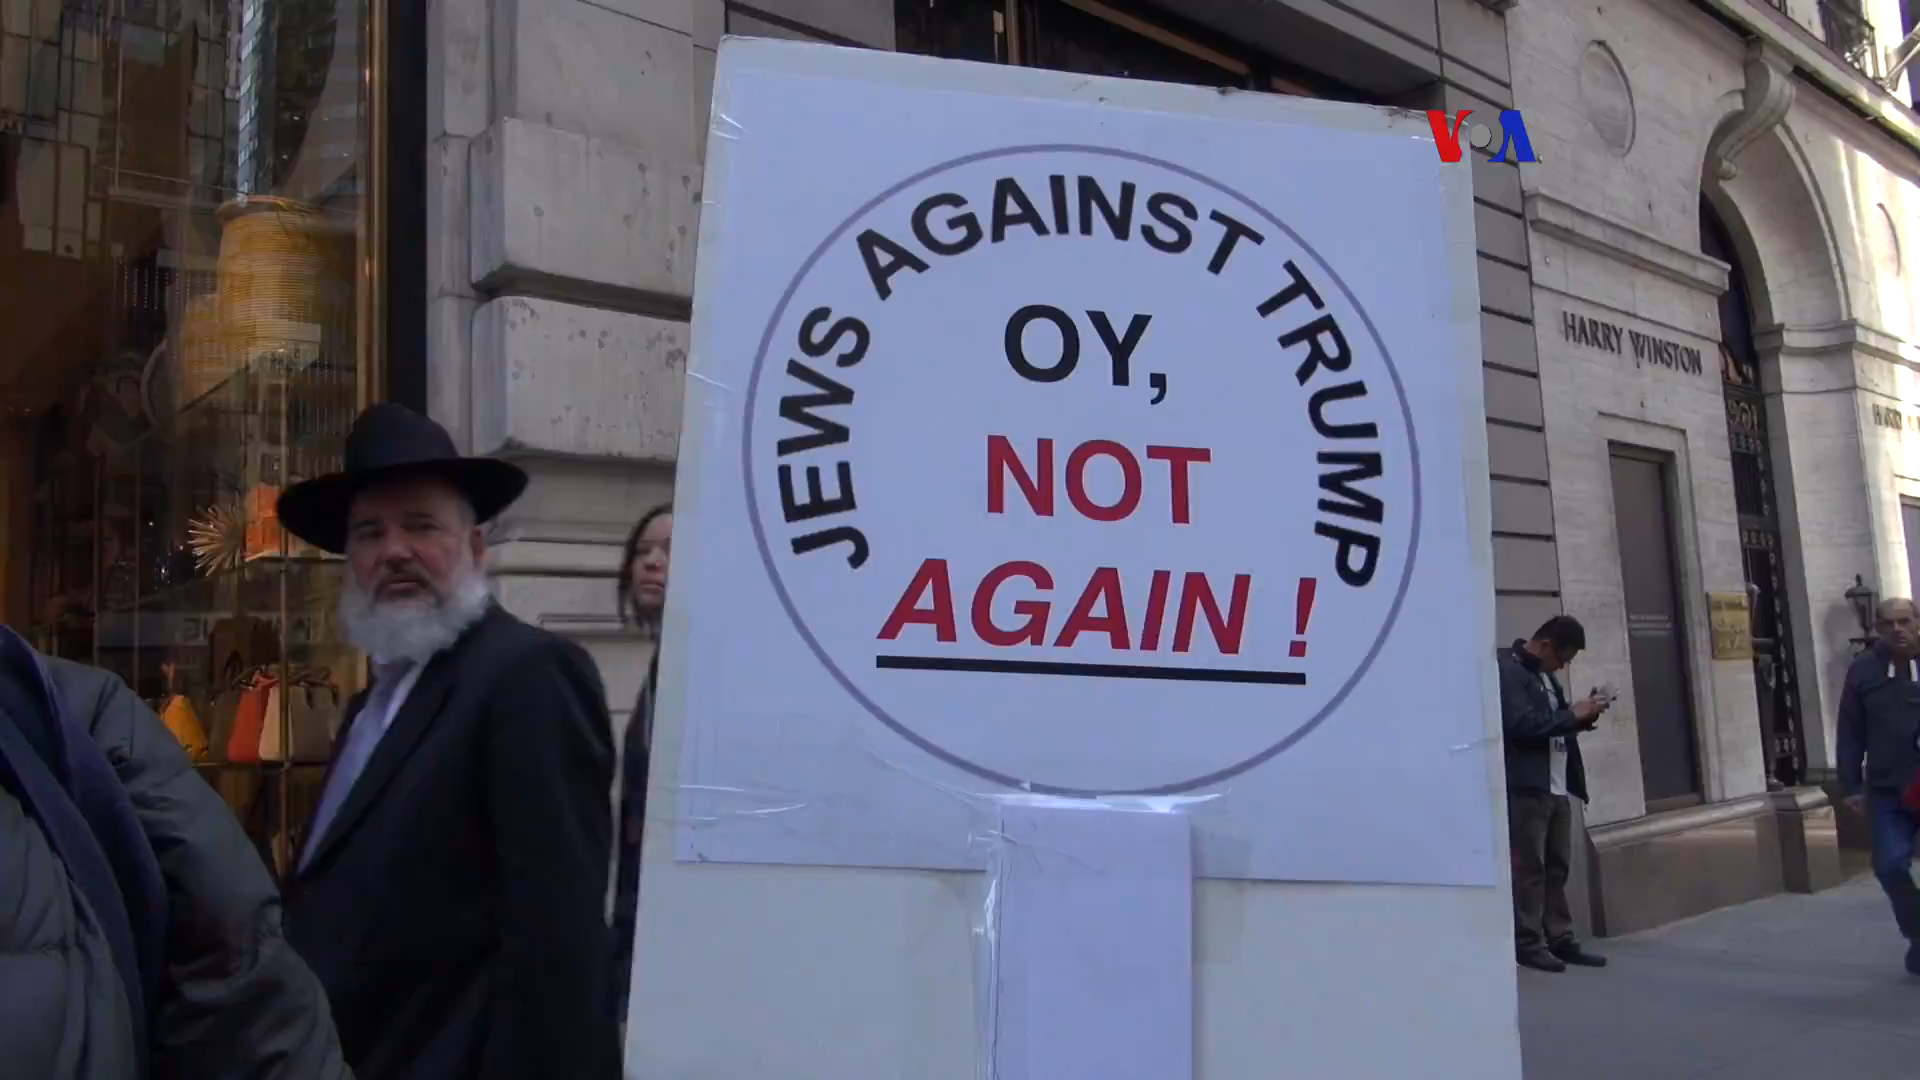 VOA
JEWS AGAINST TRUMP
OY,
NOT
AGAIN !
HARRY WINSTON